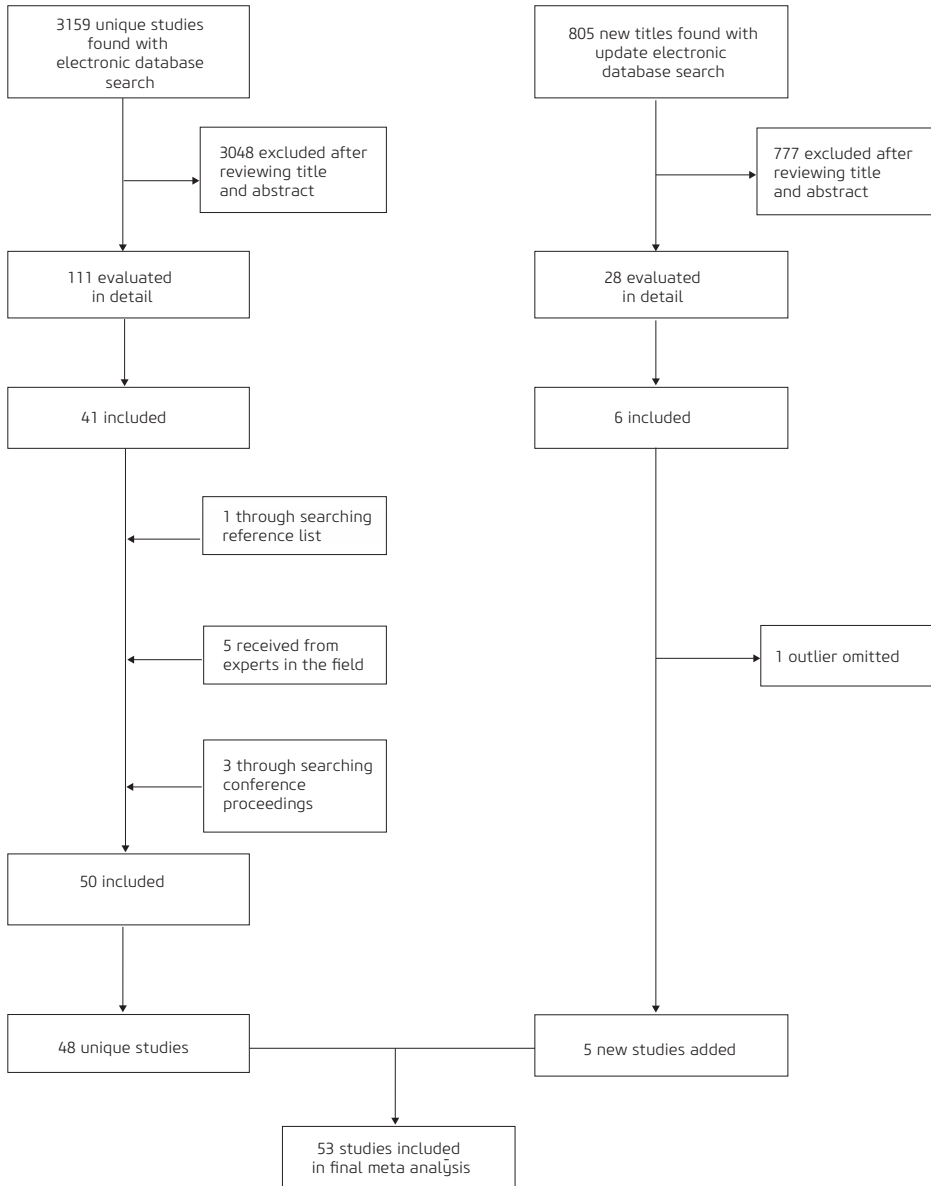 3159 unique studies
found with
electronic database
search
3048 excluded after
reviewing title
and abstract
111 evaluated
in detail
41 included
1 through searching
reference list
5 received from
experts in the field
3 through searching
conference
proceedings
50 included
48 unique studies
805 new titles found with
update electronic
database search
777 excluded after
reviewing title
and abstract
28 evaluated
in detail
6 included
1 outlier omitted
5 new studies added
53 studies included
in final meta analysis